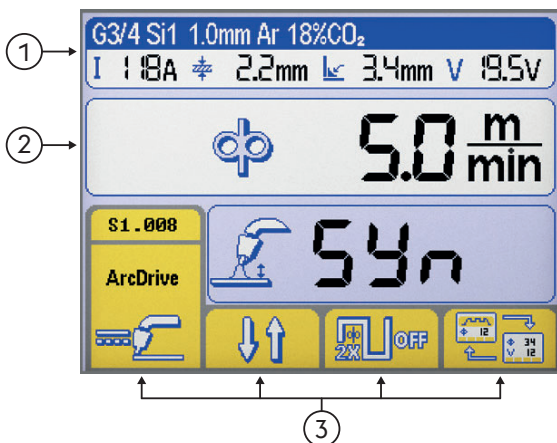 G3/4 Si1 1.0mm Ar 18%CO₂
I 118A 2.2mm 3.4mm V 19.5V
1
2
5.0 m/min
S1.008
Syn
ArcDrive
2X OFF
Φ 12 Φ 34
V 12
3